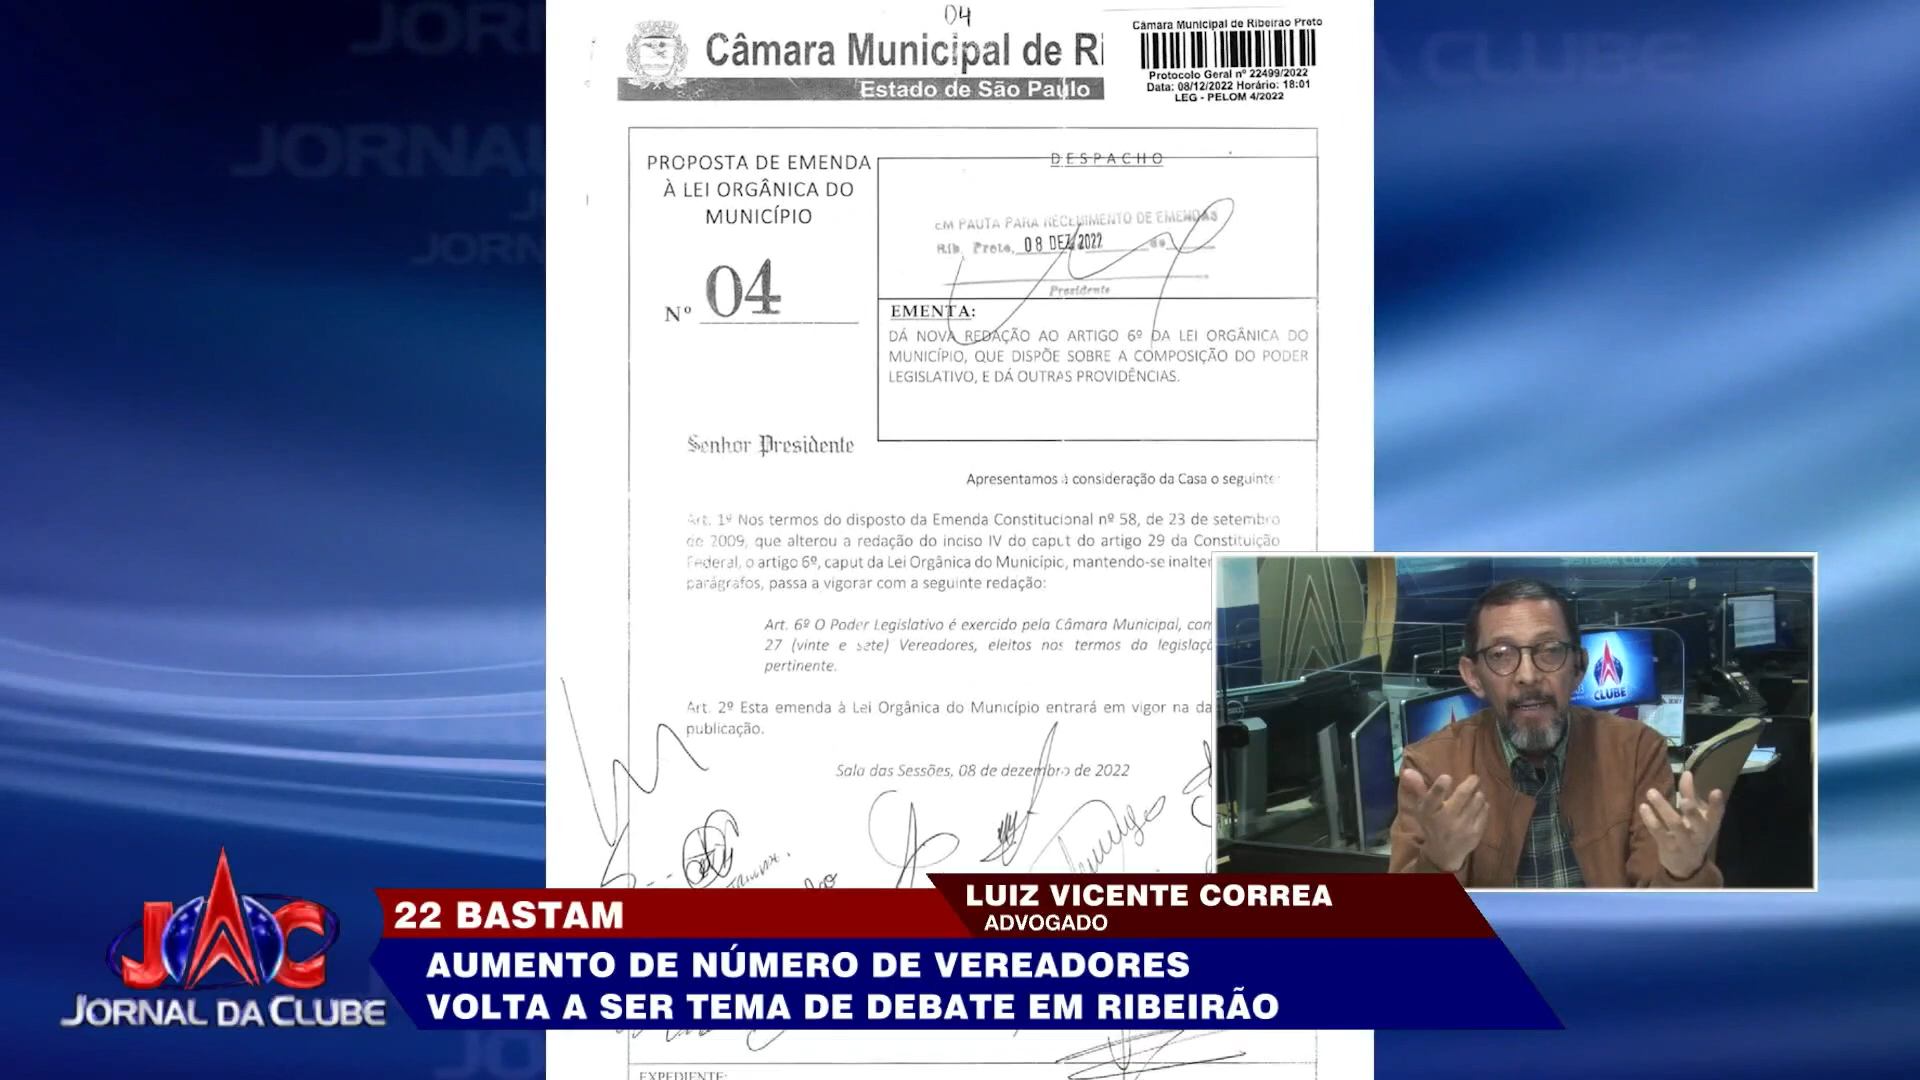 04
Câmara Municipal de Ri
Estado de São Paulo
Câmara Municipal de Ribeirão Preto
Protocolo Geral nº 22499/2022
Data: 08/12/2022 Horário: 18:01
LEG - PELOM 4/2022
PROPOSTA DE EMENDA
À LEI ORGÂNICA DO
MUNICÍPIO
Nº 04
DESPACHO
EM PAUTA PARA RECEBIMENTO DE EMENDAS
Rib. Preto, 08 DEZ 2022 de
Presidente
EMENTA:
DÁ NOVA REDAÇÃO AO ARTIGO 6º DA LEI ORGÂNICA DO
MUNICÍPIO, QUE DISPÕE SOBRE A COMPOSIÇÃO DO PODER
LEGISLATIVO, E DÁ OUTRAS PROVIDÊNCIAS.
Senhor Presidente
Apresentamos à consideração da Casa o seguinte:
Art. 1º Nos termos do disposto da Emenda Constitucional nº 58, de 23 de setembro
de 2009, que alterou a redação do inciso IV do caput do artigo 29 da Constituição
Federal, o artigo 6º, caput da Lei Orgânica do Município, mantendo-se inalter
parágrafos, passa a vigorar com a seguinte redação:
Art. 6º O Poder Legislativo é exercido pela Câmara Municipal, com
27 (vinte e sete) Vereadores, eleitos nos termos da legislaçã
pertinente.
Art. 2º Esta emenda à Lei Orgânica do Município entrará em vigor na da
publicação.
Sala das Sessões, 08 de dezembro de 2022
EXPEDIENTE:
CLUBE
LUIZ VICENTE CORREA
ADVOGADO
22 BASTAM
AUMENTO DE NÚMERO DE VEREADORES
VOLTA A SER TEMA DE DEBATE EM RIBEIRÃO
JC
JORNAL DA CLUBE